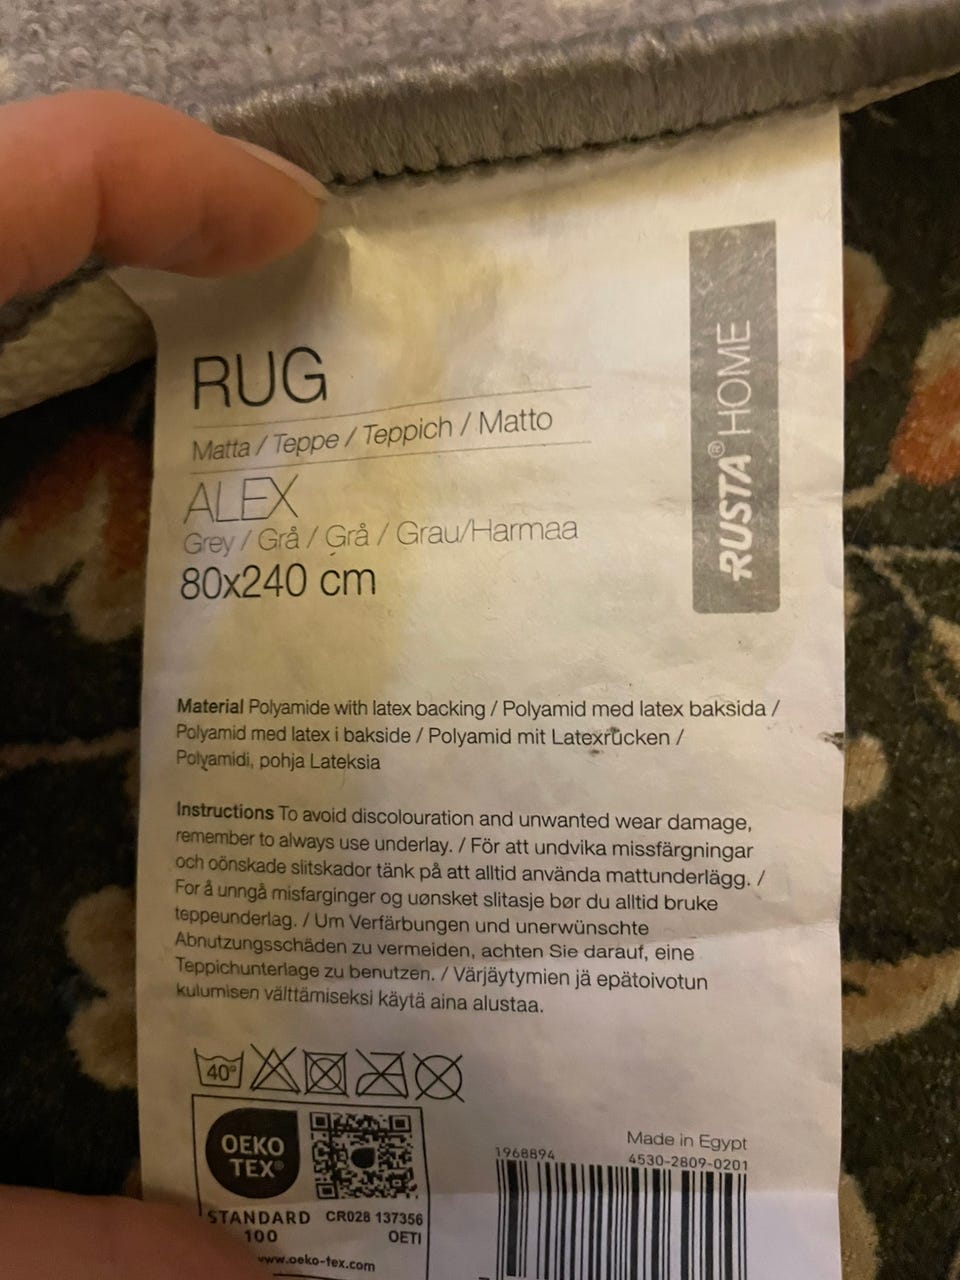 RUG
Matta / Teppe / Teppich / Matto
ALEX
Grey / Grå / Grå / Grau/Harmaa
80x240 cm
RUSTA® HOME
Material Polyamide with latex backing / Polyamid med latex baksida /
Polyamid med latex i bakside / Polyamid mit Latexrücken /
Polyamidi, pohja Lateksia
Instructions To avoid discolouration and unwanted wear damage,
remember to always use underlay. / För att undvika missfärgningar
och oönskade slitskador tänk på att alltid använda mattunderlägg. /
For å unngå misfarginger og uønsket slitasje bør du alltid bruke
teppeunderlag. / Um Verfärbungen und unerwünschte
Abnutzungsschäden zu vermeiden, achten Sie darauf, eine
Teppichunterlage zu benutzen. / Värjäytymien jä epätoivotun
kulumisen välttämiseksi käytä aina alustaa.
40°
OEKO
TEX®
STANDARD
100
CR028 137356
OETI
www.oeko-tex.com
Made in Egypt
1968894
4530-2809-0201